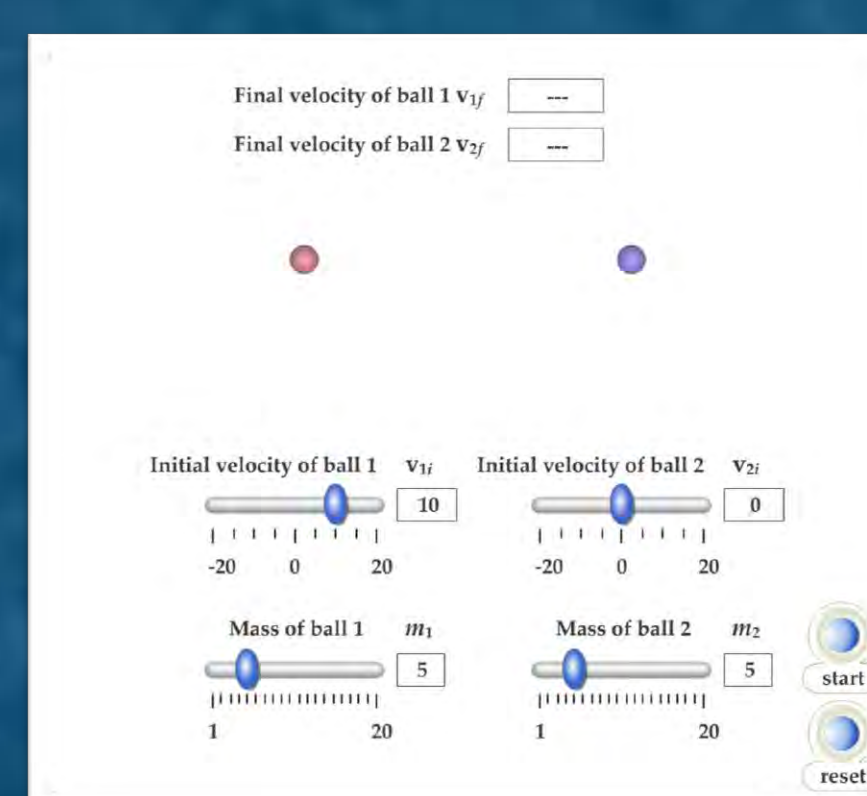 Final velocity of ball 1 v1f ---
Final velocity of ball 2 v2f ---
Initial velocity of ball 1 v1i Initial velocity of ball 2 v2i
10 0
-20 0 20 -20 0 20
Mass of ball 1 m1 Mass of ball 2 m2
5 5
start
1 20 1 20
reset